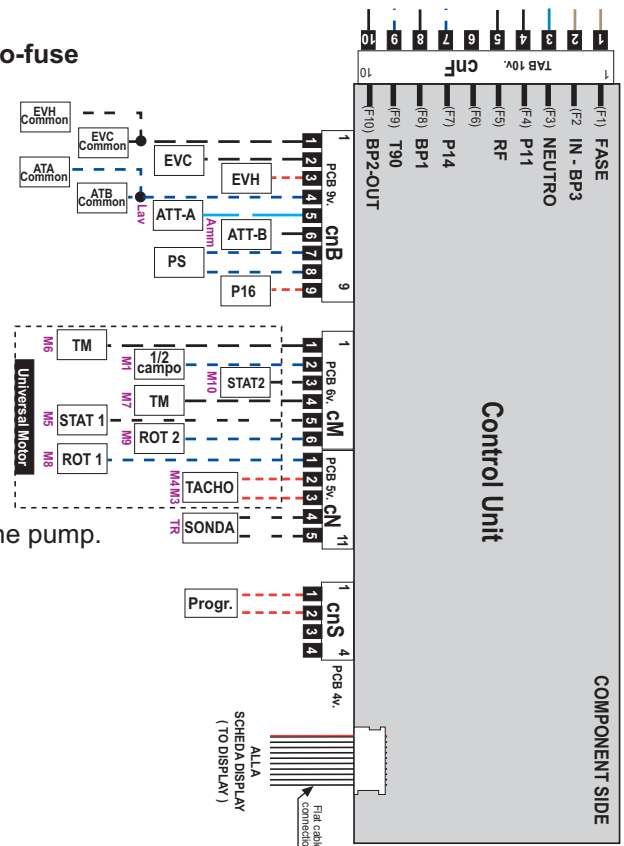 o-fuse
10 9 8 7 6 5 4 3 2 1
10 cnF TAB 10v. 1
(F10) BP2-OUT
(F9) T90
(F8) BP1
(F7) P14
(F6)
(F5) RF
(F4) P11
(F3) NEUTRO
(F2 IN - BP3
(F1) FASE
EVH
Common
EVC
Common
ATA
Common
ATB
Common
Lav
EVC
EVH
ATT-A
Amm
ATT-B
PS
P16
1 2 3 4 5 6 7 8 9
1 PCB 9v. cnB 9
Universal Motor
M6 TM
M1 1/2
campo
M10 STAT2
M7 TM
M5 STAT 1
M9 ROT 2
M8 ROT 1
1 2 3 4 5 6
1 PCB 6v. cM
M4 M3 TACHO
TR SONDA
1 2 3 4 5
PCB 5v. cN 11
he pump.
Progr.
1 2 3 4
1 cnS 4
PCB 4v.
Control Unit
COMPONENT SIDE
ALLA
SCHEDA DISPLAY
( TO DISPLAY )
Flat cable